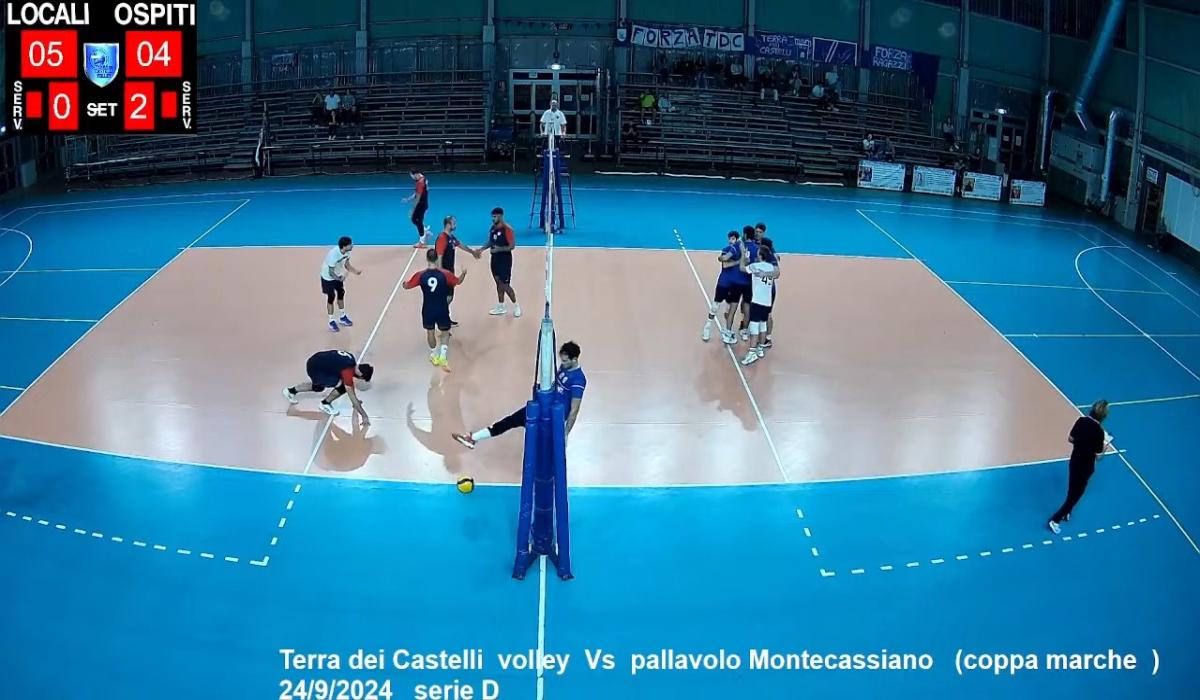 LOCALI OSPITI
05 04
SERV. 0 SET 2 SERV.
FORZA TDC
TERRA
CASTELLI
FORZA
RAGAZZI
9
Terra dei Castelli volley Vs pallavolo Montecassiano (coppa marche )
24/9/2024 serie D